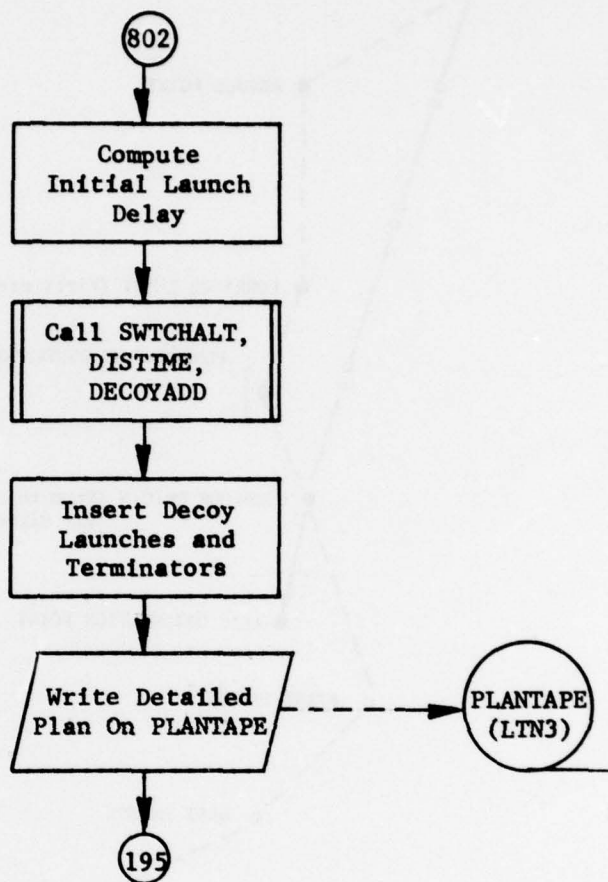 802
Compute
Initial Launch
Delay
Call SWTCHALT,
DISTIME,
DECOYADD
Insert Decoy
Launches and
Terminators
Write Detailed
Plan On PLANTAPE
PLANTAPE
(LTN3)
195